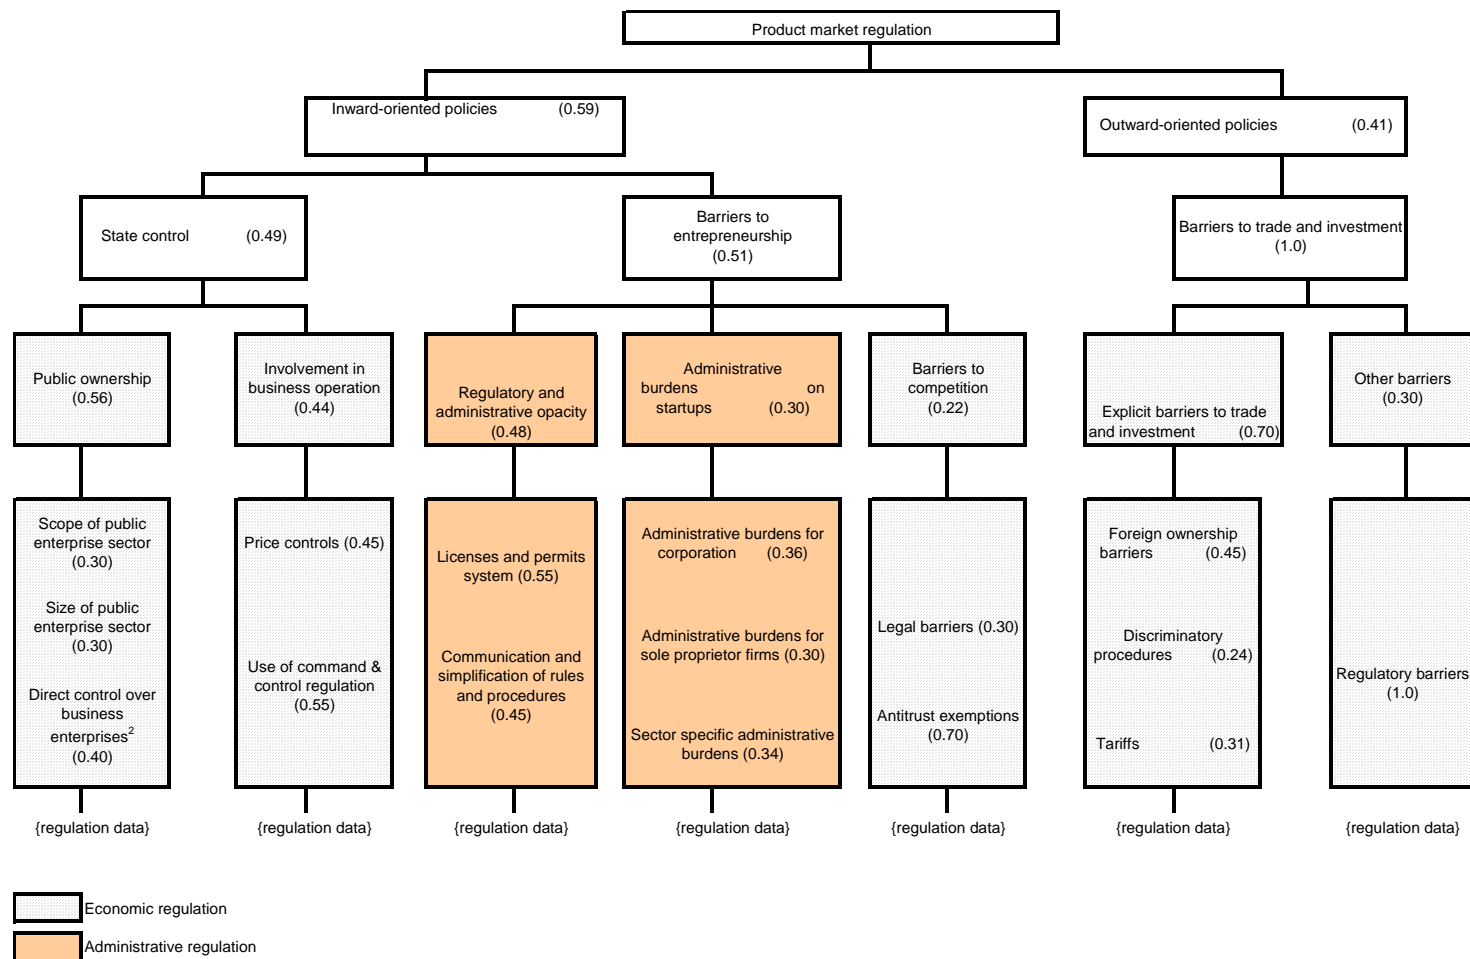 Product market regulation
Inward-oriented policies (0.59)
Outward-oriented policies (0.41)
State control (0.49)
Barriers to
entrepreneurship
(0.51)
Barriers to trade and investment
(1.0)
Public ownership
(0.56)
Involvement in
business operation
(0.44)
Regulatory and
administrative opacity
(0.48)
Administrative
burdens on
startups (0.30)
Barriers to
competition
(0.22)
Explicit barriers to trade
and investment (0.70)
Other barriers
(0.30)
Scope of public
enterprise sector
(0.30)
Size of public
enterprise sector
(0.30)
Direct control over
business
enterprises2
(0.40)
Price controls (0.45)
Use of command &
control regulation
(0.55)
Licenses and permits
system (0.55)
Communication and
simplification of rules
and procedures
(0.45)
Administrative burdens for
corporation (0.36)
Administrative burdens for
sole proprietor firms (0.30)
Sector specific administrative
burdens (0.34)
Legal barriers (0.30)
Antitrust exemptions
(0.70)
Foreign ownership
barriers (0.45)
Discriminatory
procedures (0.24)
Tariffs (0.31)
Regulatory barriers
(1.0)
{regulation data}
{regulation data}
{regulation data}
{regulation data}
{regulation data}
{regulation data}
{regulation data}
Economic regulation
Administrative regulation